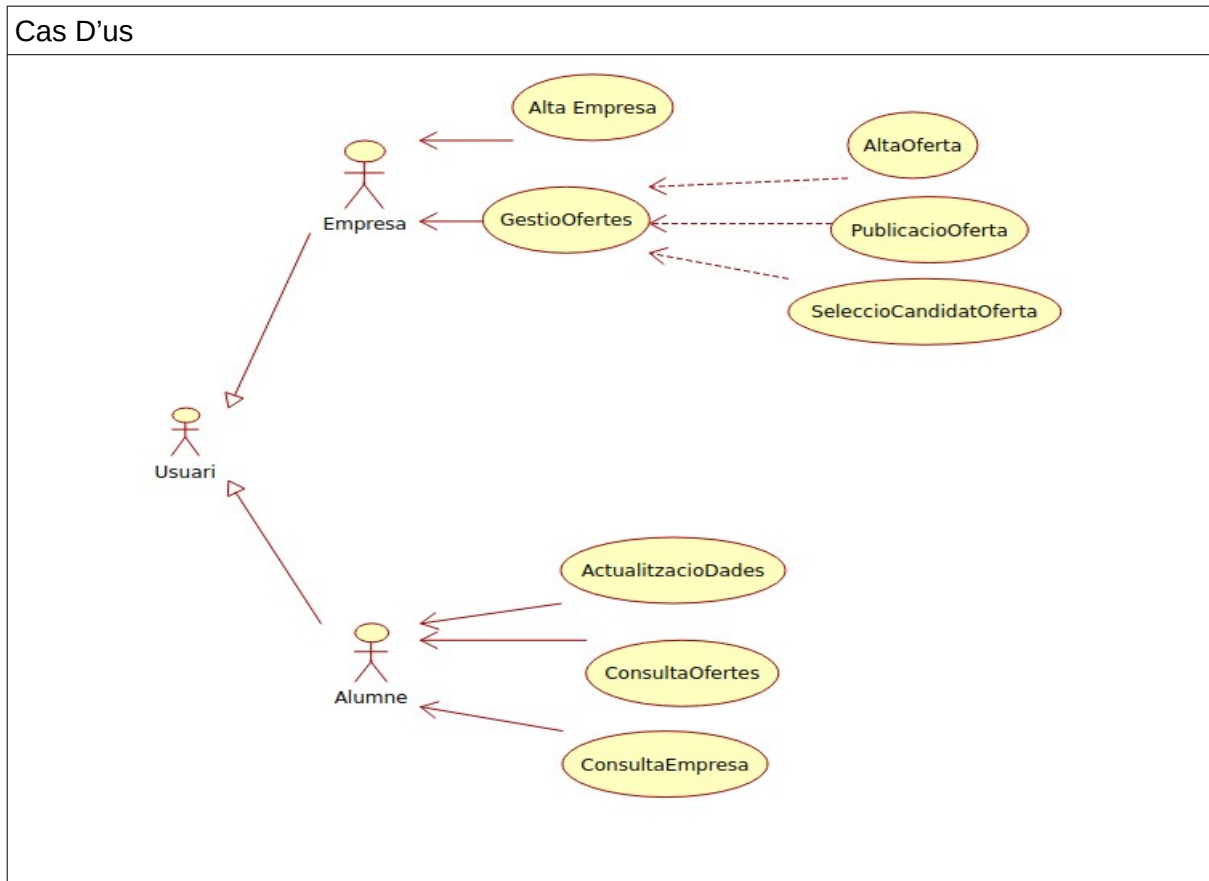 Cas D’us
Alta Empresa
AltaOferta
Empresa
GestioOfertes
PublicacioOferta
SeleccioCandidatOferta
Usuari
ActualitzacioDades
ConsultaOfertes
Alumne
ConsultaEmpresa